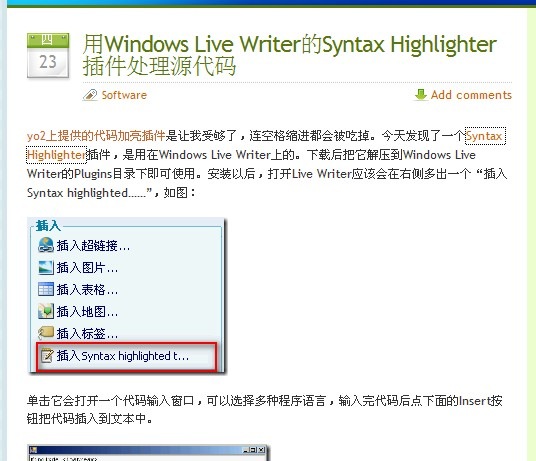 四
23
用Windows Live Writer的Syntax Highlighter
插件处理源代码
Software
Add comments
yo2上提供的代码加亮插件是让我受够了，连空格缩进都会被吃掉。今天发现了一个Syntax
Highlighter插件，是用在Windows Live Writer上的。下载后把它解压到Windows Live
Writer的Plugins目录下即可使用。安装以后，打开Live Writer应该会在右侧多出一个“插入
Syntax highlighted......”，如图：
插入
插入超链接...
插入图片...
插入表格...
插入地图...
插入标签...
插入Syntax highlighted t...
单击它会打开一个代码输入窗口，可以选择多种程序语言，输入完代码后点下面的Insert按
钮把代码插入到文本中。